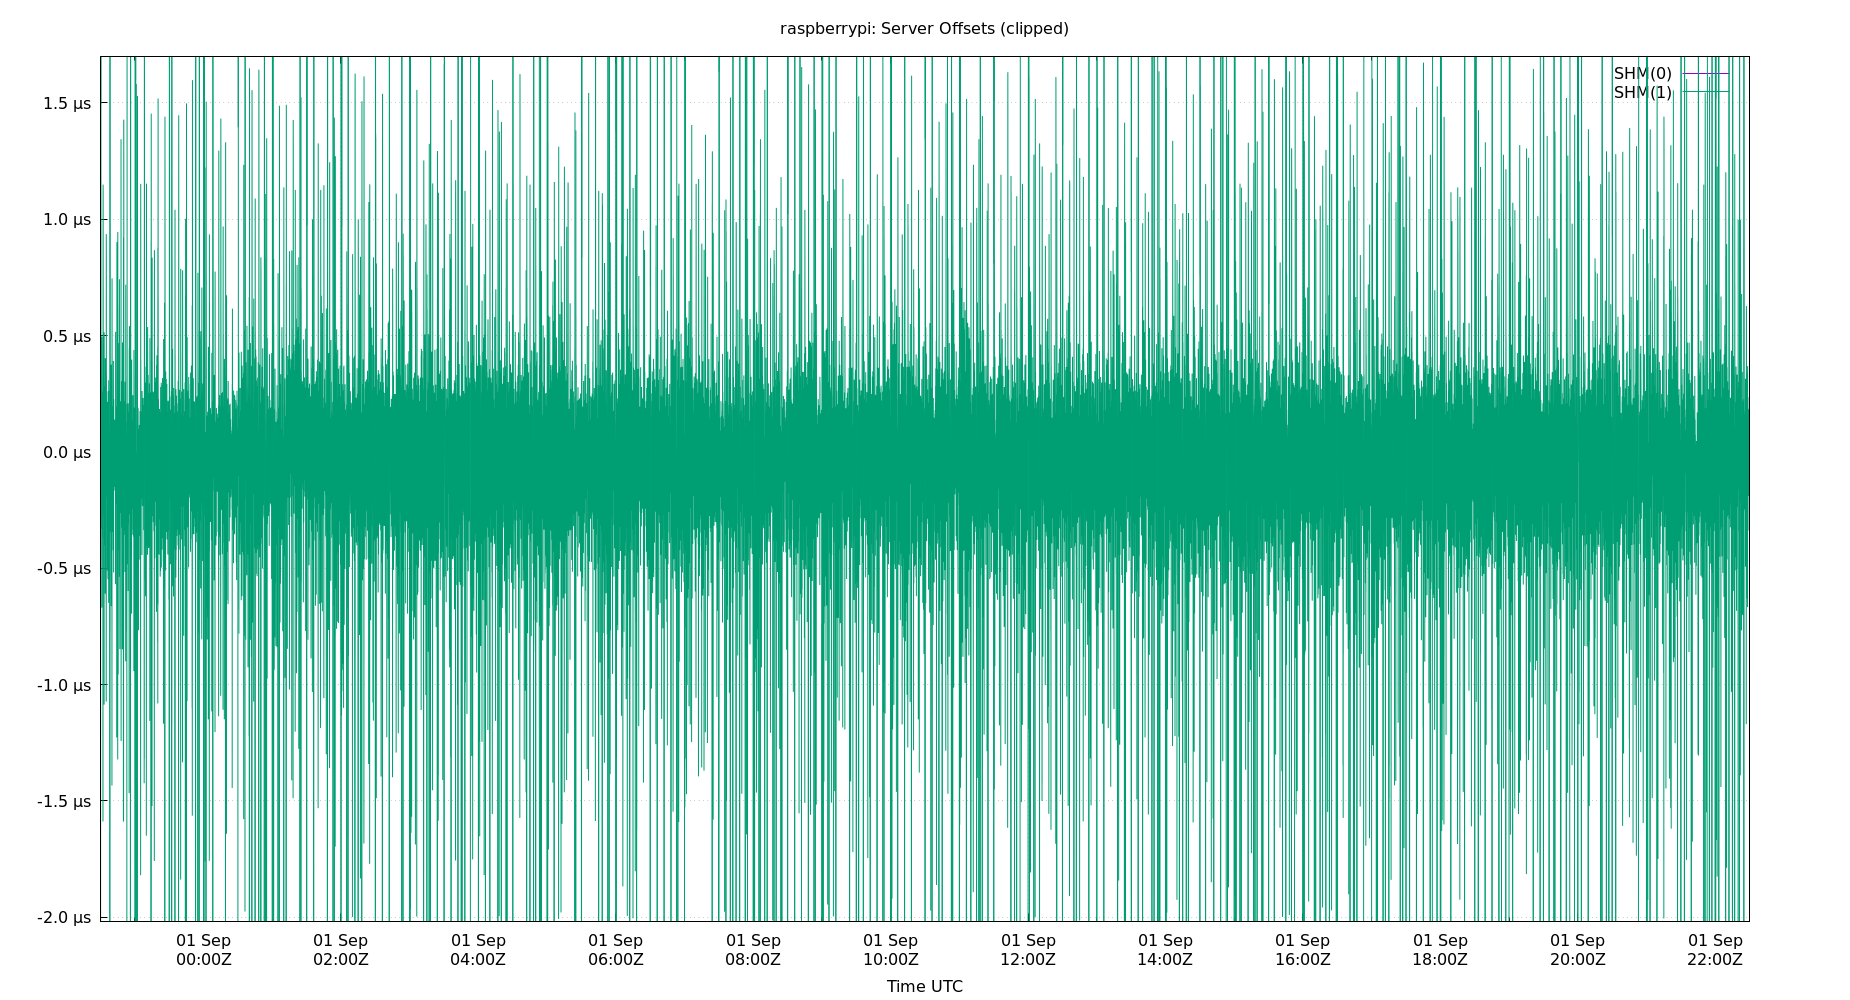 raspberrypi: Server Offsets (clipped)
SHM(0)
SHM(1)
1.5 µs
1.0 µs
0.5 µs
0.0 µs
-0.5 µs
-1.0 µs
-1.5 µs
-2.0 µs
01 Sep 01 Sep 01 Sep 01 Sep 01 Sep 01 Sep 01 Sep 01 Sep 01 Sep 01 Sep 01 Sep 01 Sep
00:00Z 02:00Z 04:00Z 06:00Z 08:00Z 10:00Z 12:00Z 14:00Z 16:00Z 18:00Z 20:00Z 22:00Z
Time UTC